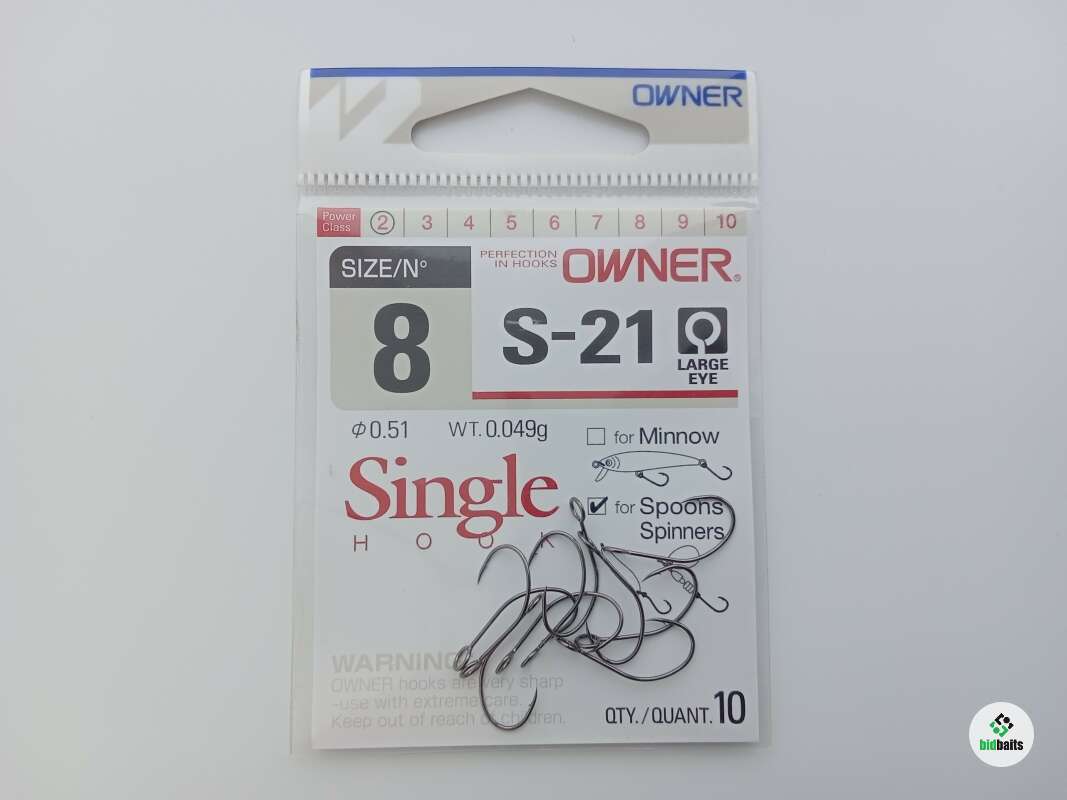 OWNER
Power Class 2 3 4 5 6 7 8 9 10
SIZE/N°
8
PERFECTION
IN HOOKS
OWNER®
S-21
LARGE
EYE
Φ0.51 WT. 0.049g
for Minnow
Single
HOOK
for Spoons
Spinners
WARNING
OWNER hooks are very sharp
-use with extreme care.
Keep out of reach of children.
QTY./QUANT. 10
bidbaits